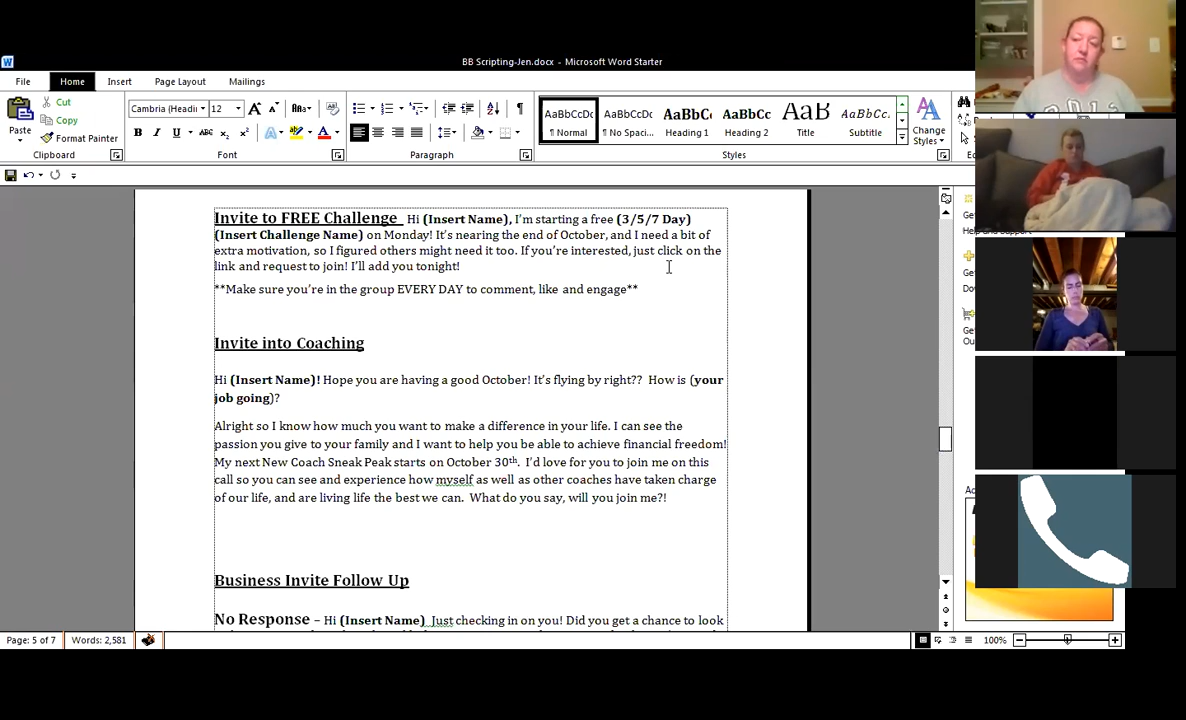 BB Scripting-Jen.docx - Microsoft Word Starter
File Home Insert Page Layout Mailings
Paste Cut Copy Format Painter
Cambria (Headi 12
AaBbCcDc AaBbCcDc AaBbCc AaBbCc AaB AaBbCc.
¶ Normal ¶ No Spaci... Heading 1 Heading 2 Title Subtitle Change Styles
Clipboard Font Paragraph Styles
Invite to FREE Challenge Hi (Insert Name), I'm starting a free (3/5/7 Day)
(Insert Challenge Name) on Monday! It's nearing the end of October, and I need a bit of
extra motivation, so I figured others might need it too. If you're interested, just click on the
link and request to join! I'll add you tonight!
**Make sure you're in the group EVERY DAY to comment, like and engage**
Invite into Coaching
Hi (Insert Name)! Hope you are having a good October! It's flying by right?? How is (your
job going)?
Alright so I know how much you want to make a difference in your life. I can see the
passion you give to your family and I want to help you be able to achieve financial freedom!
My next New Coach Sneak Peak starts on October 30th. I'd love for you to join me on this
call so you can see and experience how myself as well as other coaches have taken charge
of our life, and are living life the best we can. What do you say, will you join me?!
Business Invite Follow Up
No Response – Hi (Insert Name) Just checking in on you! Did you get a chance to look
Page: 5 of 7 Words: 2,581 100%